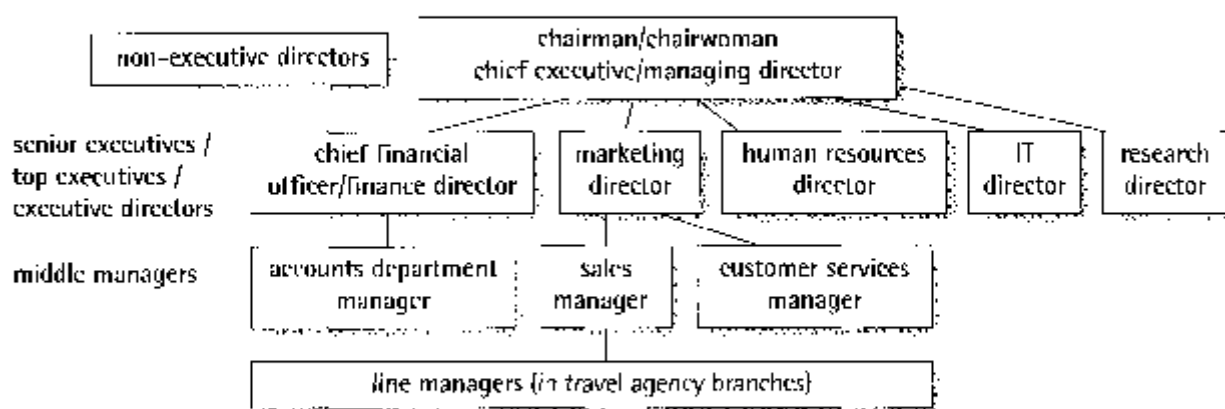 non-executive directors
chairman/chairwoman
chief executive/managing director
senior executives /
top executives /
executive directors
chief financial
officer/finance director
marketing
director
human resources
director
IT
director
research
director
middle managers
accounts department
manager
sales
manager
customer services
manager
line managers (in travel agency branches)